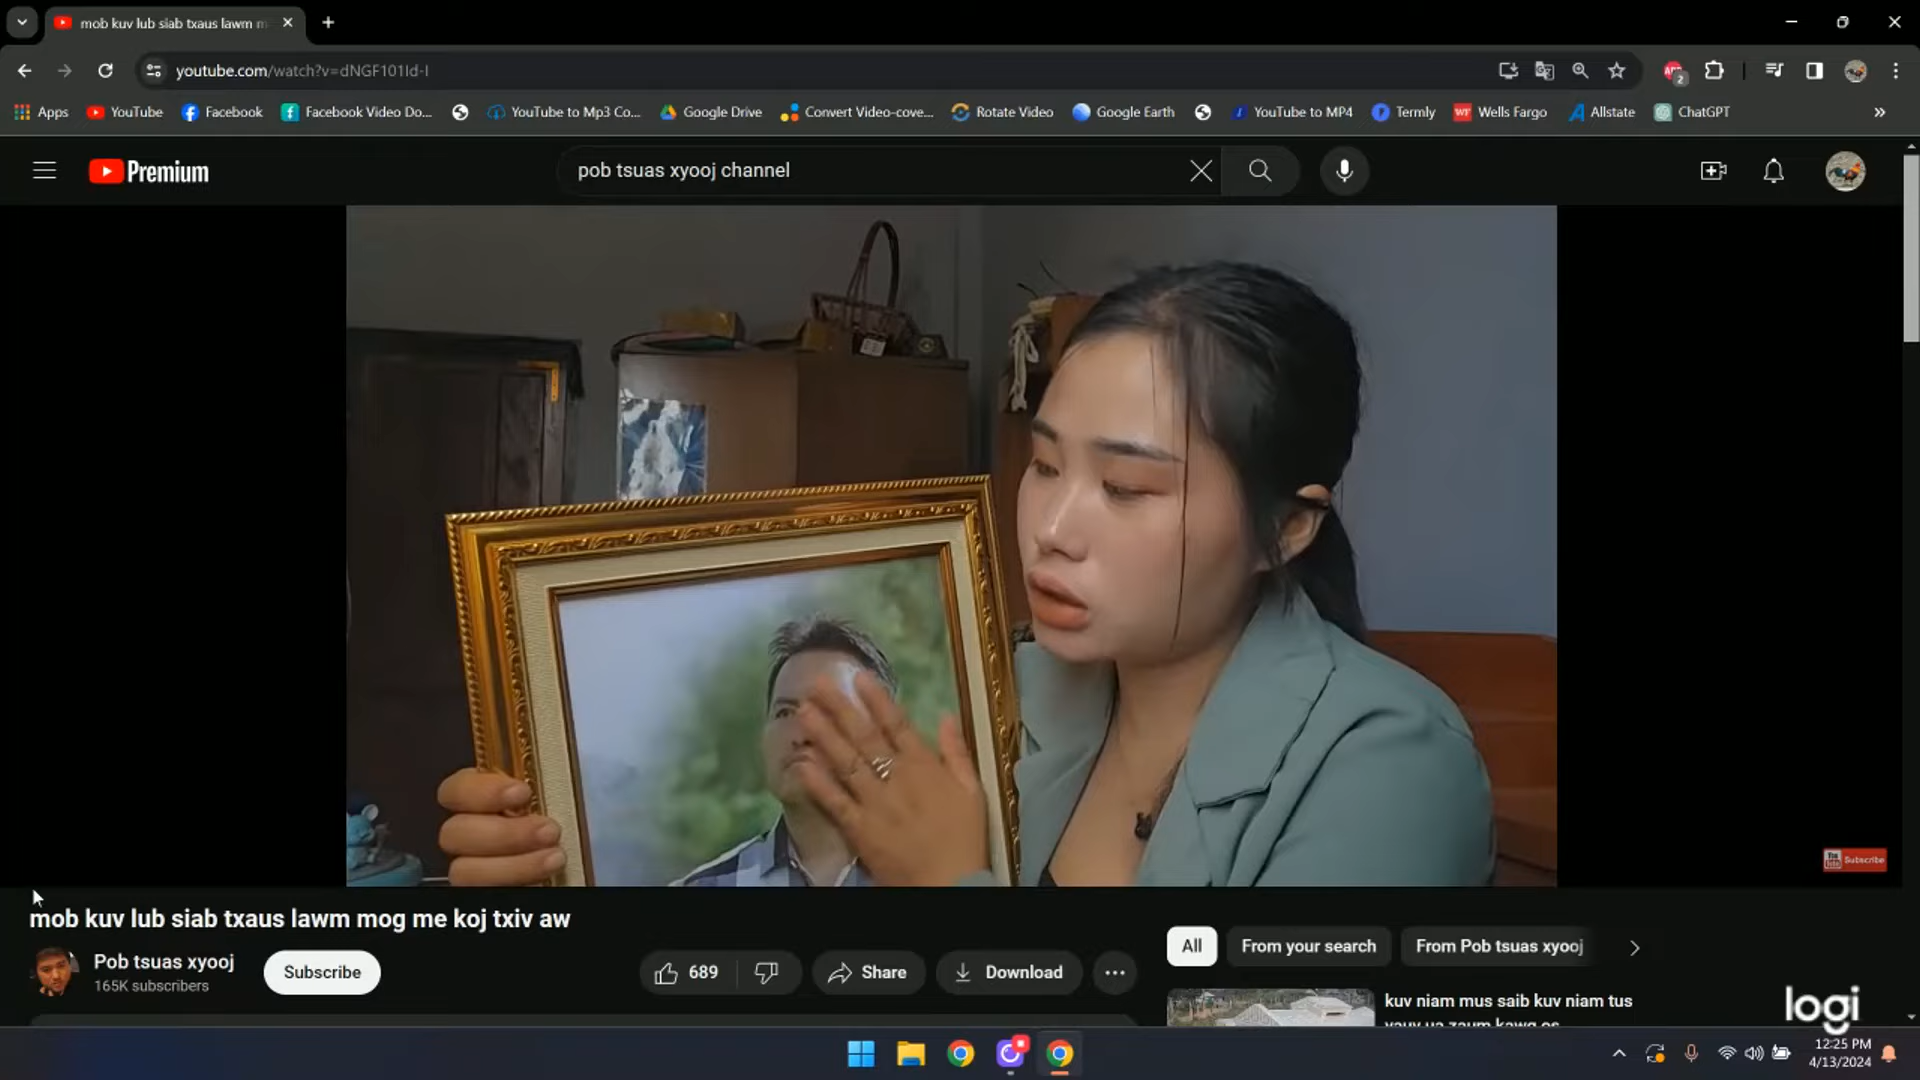 mob kuv lub siab txaus lawm m
youtube.com/watch?v=dNGF101Id-I
2
Apps
YouTube
Facebook
Facebook Video Do...
YouTube to Mp3 Co...
Google Drive
Convert Video-cove...
Rotate Video
Google Earth
YouTube to MP4
Termly
WF
Wells Fargo
Allstate
ChatGPT
Premium
pob tsuas xyooj channel
Subscribe
mob kuv lub siab txaus lawm mog me koj txiv aw
Pob tsuas xyooj
165K subscribers
Subscribe
689
Share
Download
All
From your search
From Pob tsuas xyooj
kuv niam mus saib kuv niam tus
logi
12:25 PM
4/13/2024